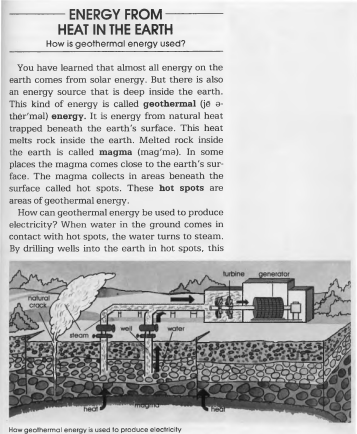 ENERGY FROM
HEAT IN THE EARTH
How is geothermal energy used?
You have learned that almost all energy on the
earth comes from solar energy. But there is also
an energy source that is deep inside the earth.
This kind of energy is called geothermal (jē ə-
thėr'məl) energy. It is energy from natural heat
trapped beneath the earth's surface. This heat
melts rock inside the earth. Melted rock inside
the earth is called magma (mag'mə). In some
places the magma comes close to the earth's sur-
face. The magma collects in areas beneath the
surface called hot spots. These hot spots are
areas of geothermal energy.
How can geothermal energy be used to produce
electricity? When water in the ground comes in
contact with hot spots, the water turns to steam.
By drilling wells into the earth in hot spots, this
turbine generator
natural
crack
steam well water
heat magma heat
How geothermal energy is used to produce electricity